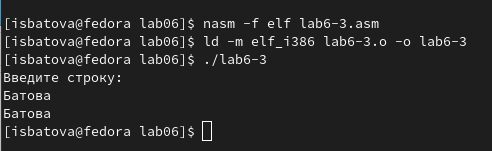 [isbatova@fedora lab06]$ nasm -f elf lab6-3.asm
[isbatova@fedora lab06]$ ld -m elf_i386 lab6-3.o -o lab6-3
[isbatova@fedora lab06]$ ./lab6-3
Введите строку:
Батова
Батова
[isbatova@fedora lab06]$